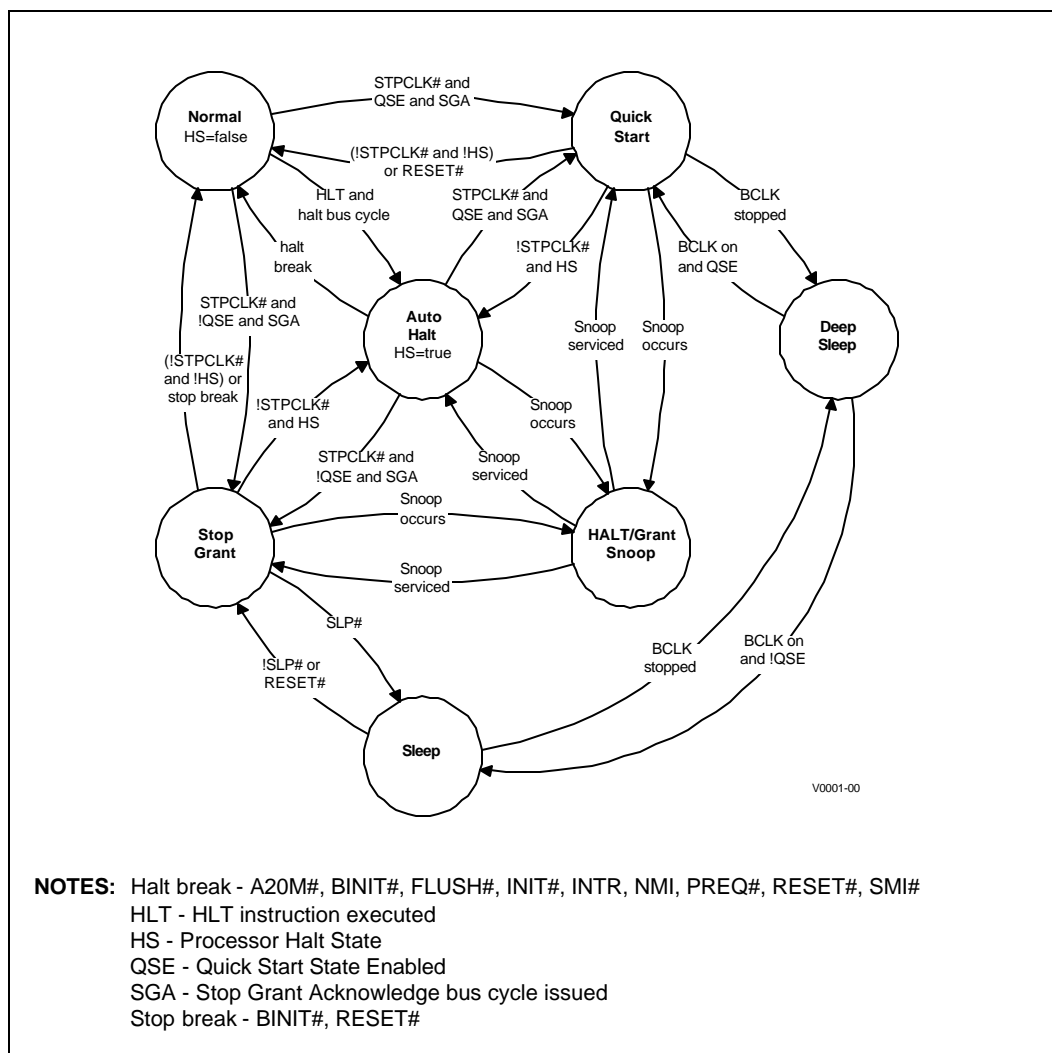 STPCLK# and
QSE and SGA
Normal
HS=false
Quick
Start
(!STPCLK# and !HS)
or RESET#
HLT and
halt bus cycle
STPCLK# and
QSE and SGA
BCLK
stopped
halt
break
!STPCLK#
and HS
BCLK on
and QSE
STPCLK# and
!QSE and SGA
Auto
Halt
HS=true
Snoop
serviced
Snoop
occurs
Deep
Sleep
(!STPCLK#
and !HS) or
stop break
!STPCLK#
and HS
Snoop
occurs
STPCLK# and
!QSE and SGA
Snoop
serviced
Stop
Grant
Snoop
occurs
HALT/Grant
Snoop
Snoop
serviced
SLP#
!SLP# or
RESET#
BCLK
stopped
BCLK on
and !QSE
Sleep
V0001-00
NOTES: Halt break - A20M#, BINIT#, FLUSH#, INIT#, INTR, NMI, PREQ#, RESET#, SMI#
HLT - HLT instruction executed
HS - Processor Halt State
QSE - Quick Start State Enabled
SGA - Stop Grant Acknowledge bus cycle issued
Stop break - BINIT#, RESET#